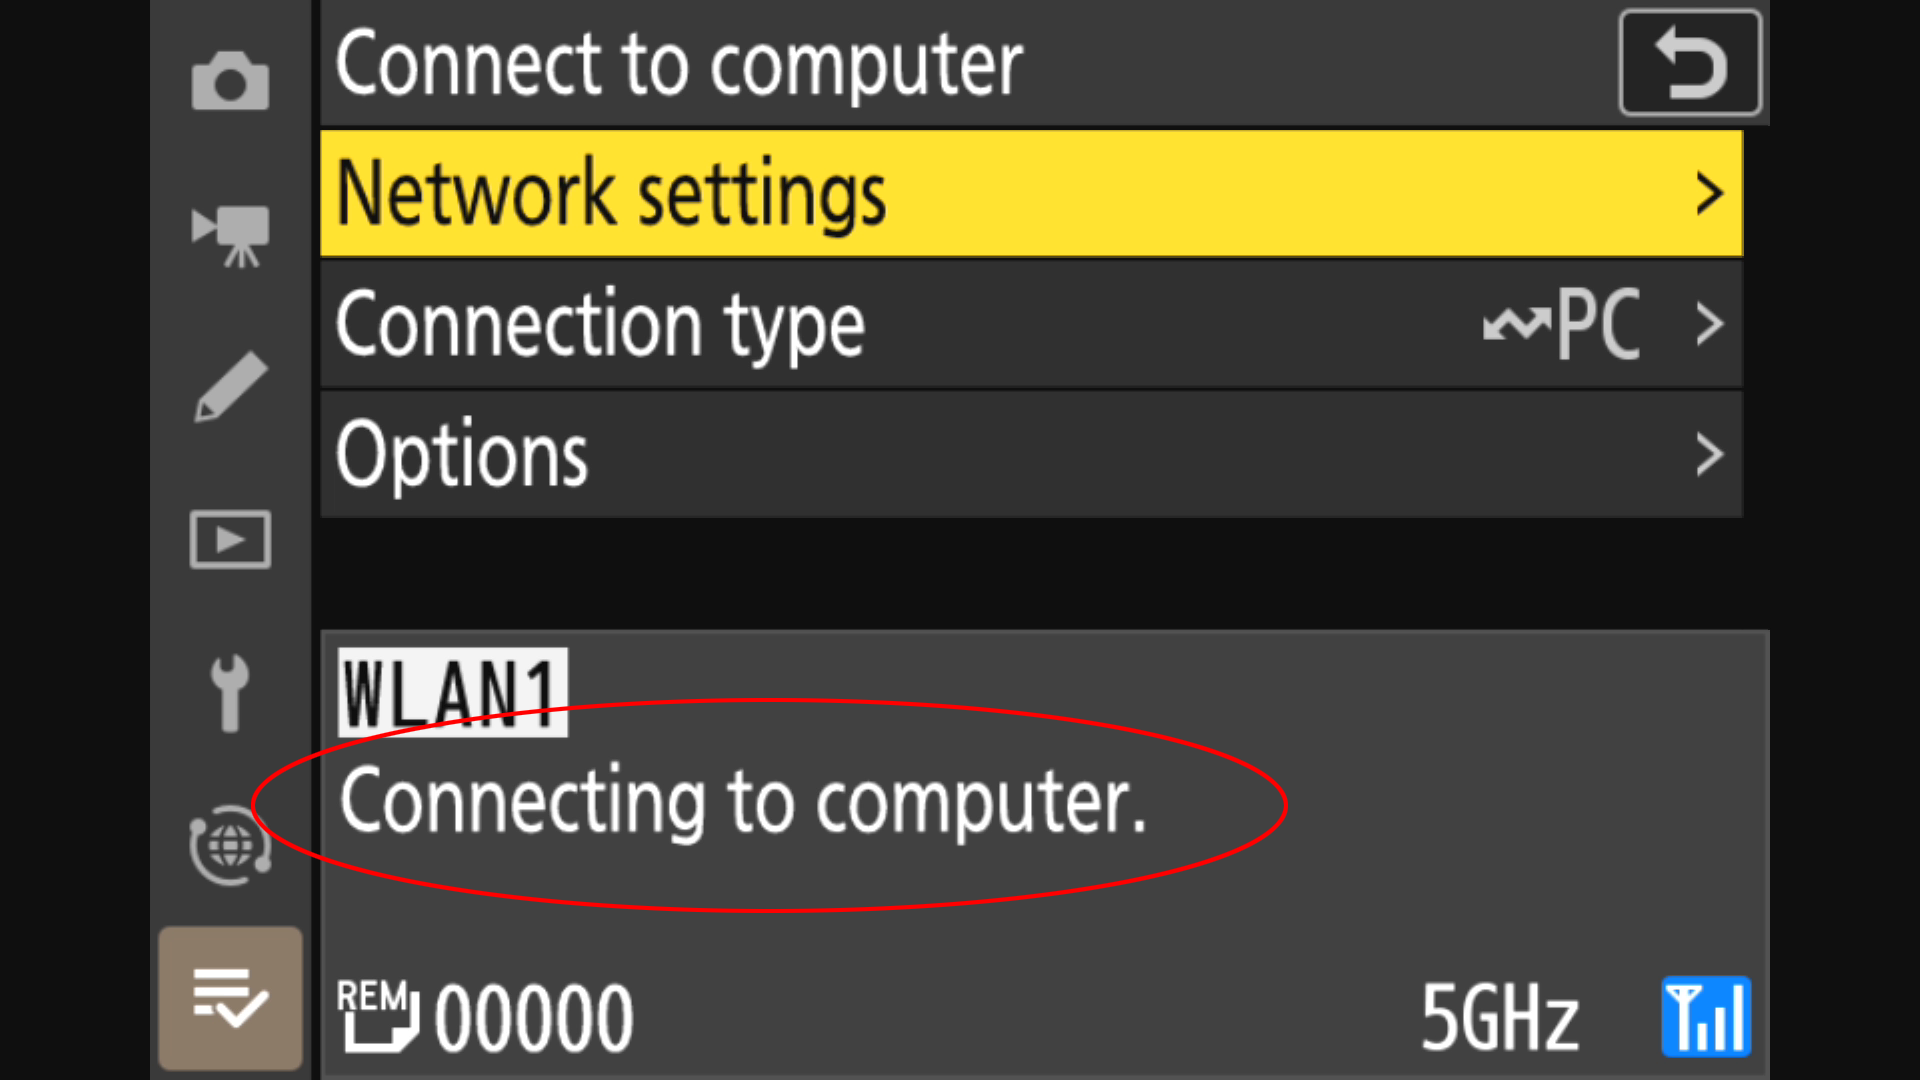 Connect to computer
Network settings
Connection type PC
Options
WLAN1
Connecting to computer.
REM 00000 5GHz